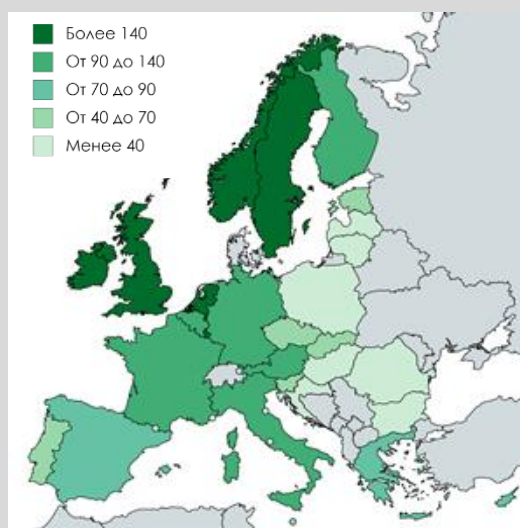 Более 140
От 90 до 140
От 70 до 90
От 40 до 70
Менее 40